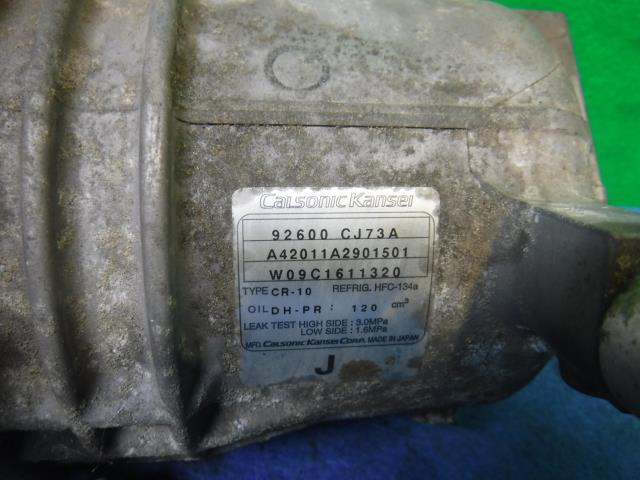 CALSONIC KANSEI
92600 CJ73A
A42011A2901501
W09C1611320
TYPE CR-10 REFRIG. HFC-134a
OIL DH-PR : 120 cm³
LEAK TEST HIGH SIDE : 3.0MPa
LOW SIDE : 1.6MPa
MFD. CALSONIC KANSEI CORP. MADE IN JAPAN
J